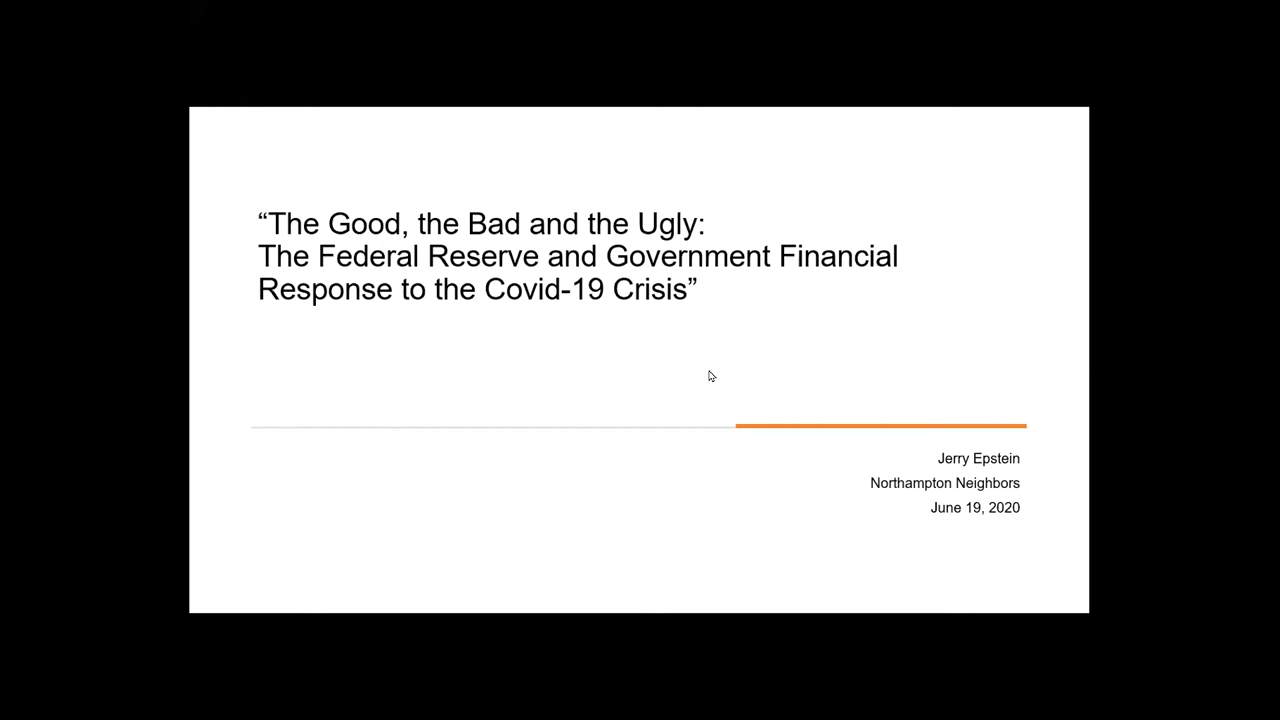 “The Good, the Bad and the Ugly:
The Federal Reserve and Government Financial
Response to the Covid-19 Crisis”
Jerry Epstein
Northampton Neighbors
June 19, 2020